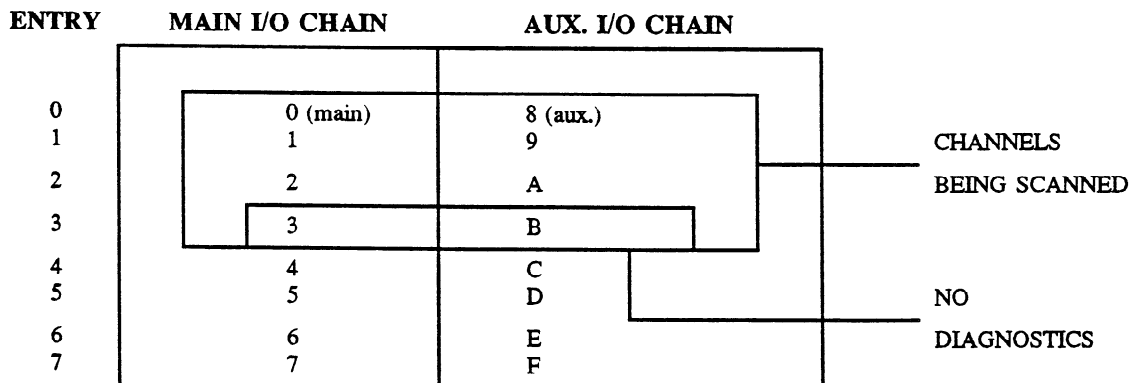 ENTRY MAIN I/O CHAIN AUX. I/O CHAIN
0 0 (main) 8 (aux.)
1 1 9 CHANNELS
2 2 A BEING SCANNED
3 3 B
4 4 C
5 5 D NO
6 6 E DIAGNOSTICS
7 7 F